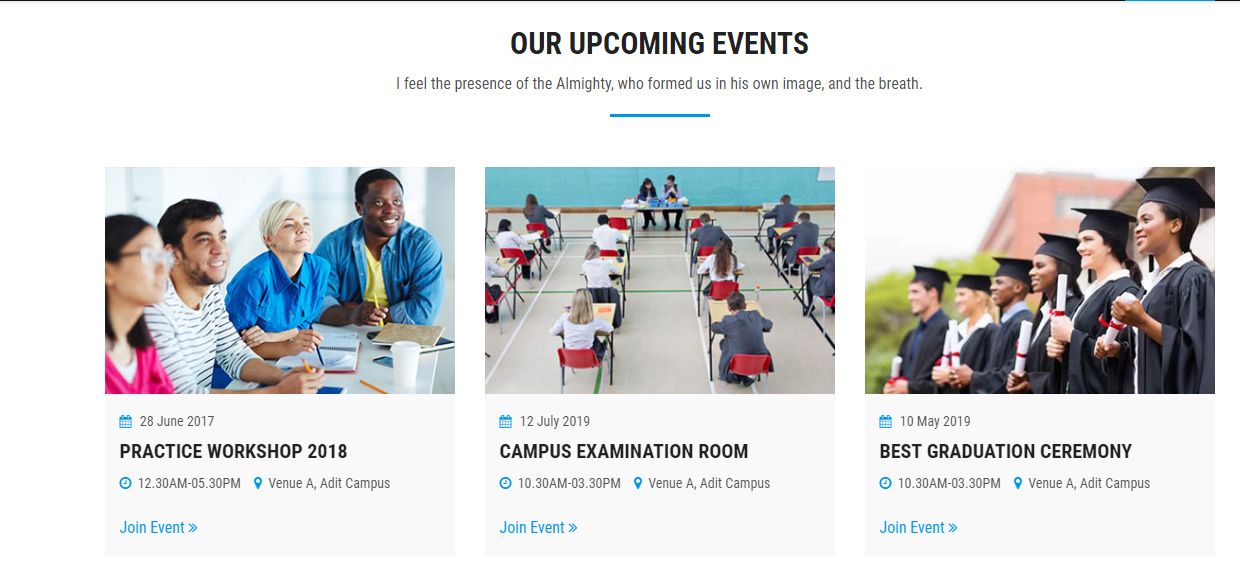 OUR UPCOMING EVENTS
I feel the presence of the Almighty, who formed us in his own image, and the breath.
28 June 2017
PRACTICE WORKSHOP 2018
12.30AM-05.30PM Venue A, Adit Campus
Join Event »
12 July 2019
CAMPUS EXAMINATION ROOM
10.30AM-03.30PM Venue A, Adit Campus
Join Event »
10 May 2019
BEST GRADUATION CEREMONY
10.30AM-03.30PM Venue A, Adit Campus
Join Event »